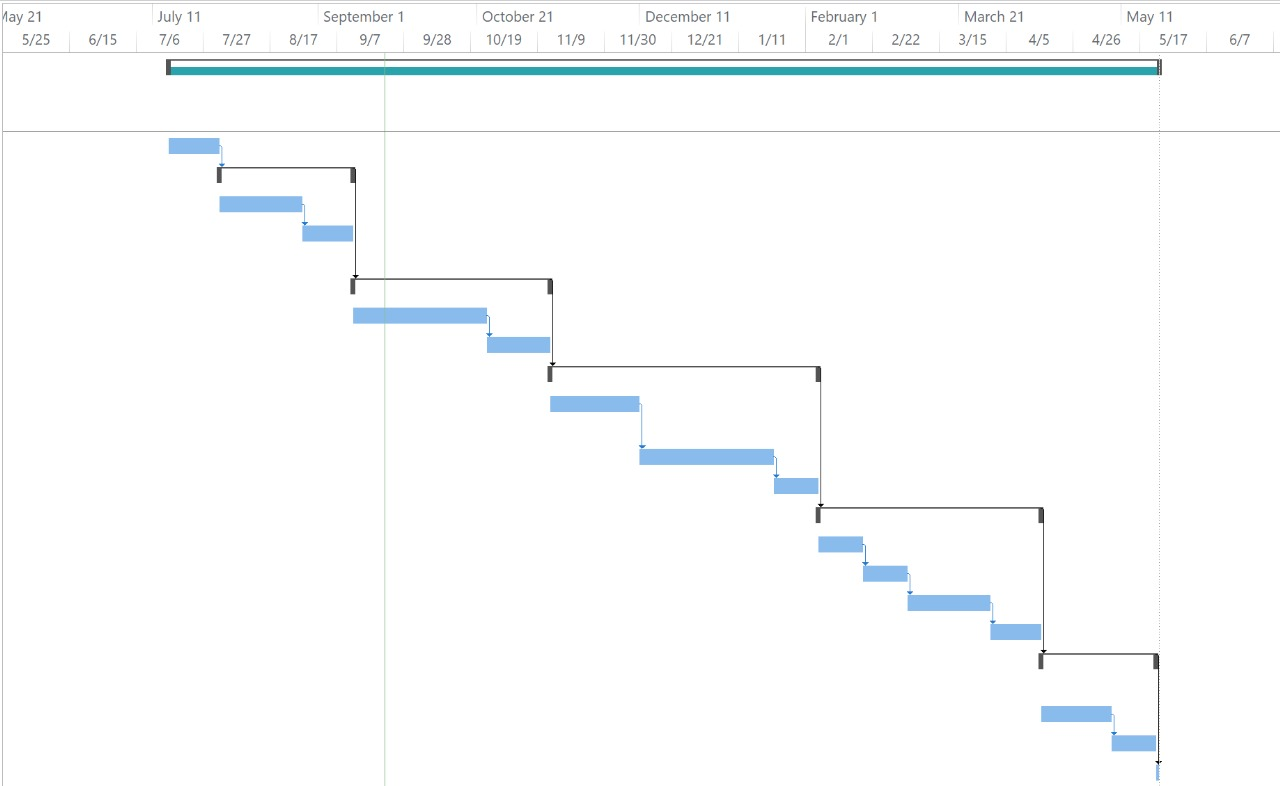 May 21 July 11 September 1 October 21 December 11 February 1 March 21 May 11
5/25 6/15 7/6 7/27 8/17 9/7 9/28 10/19 11/9 11/30 12/21 1/11 2/1 2/22 3/15 4/5 4/26 5/17 6/7